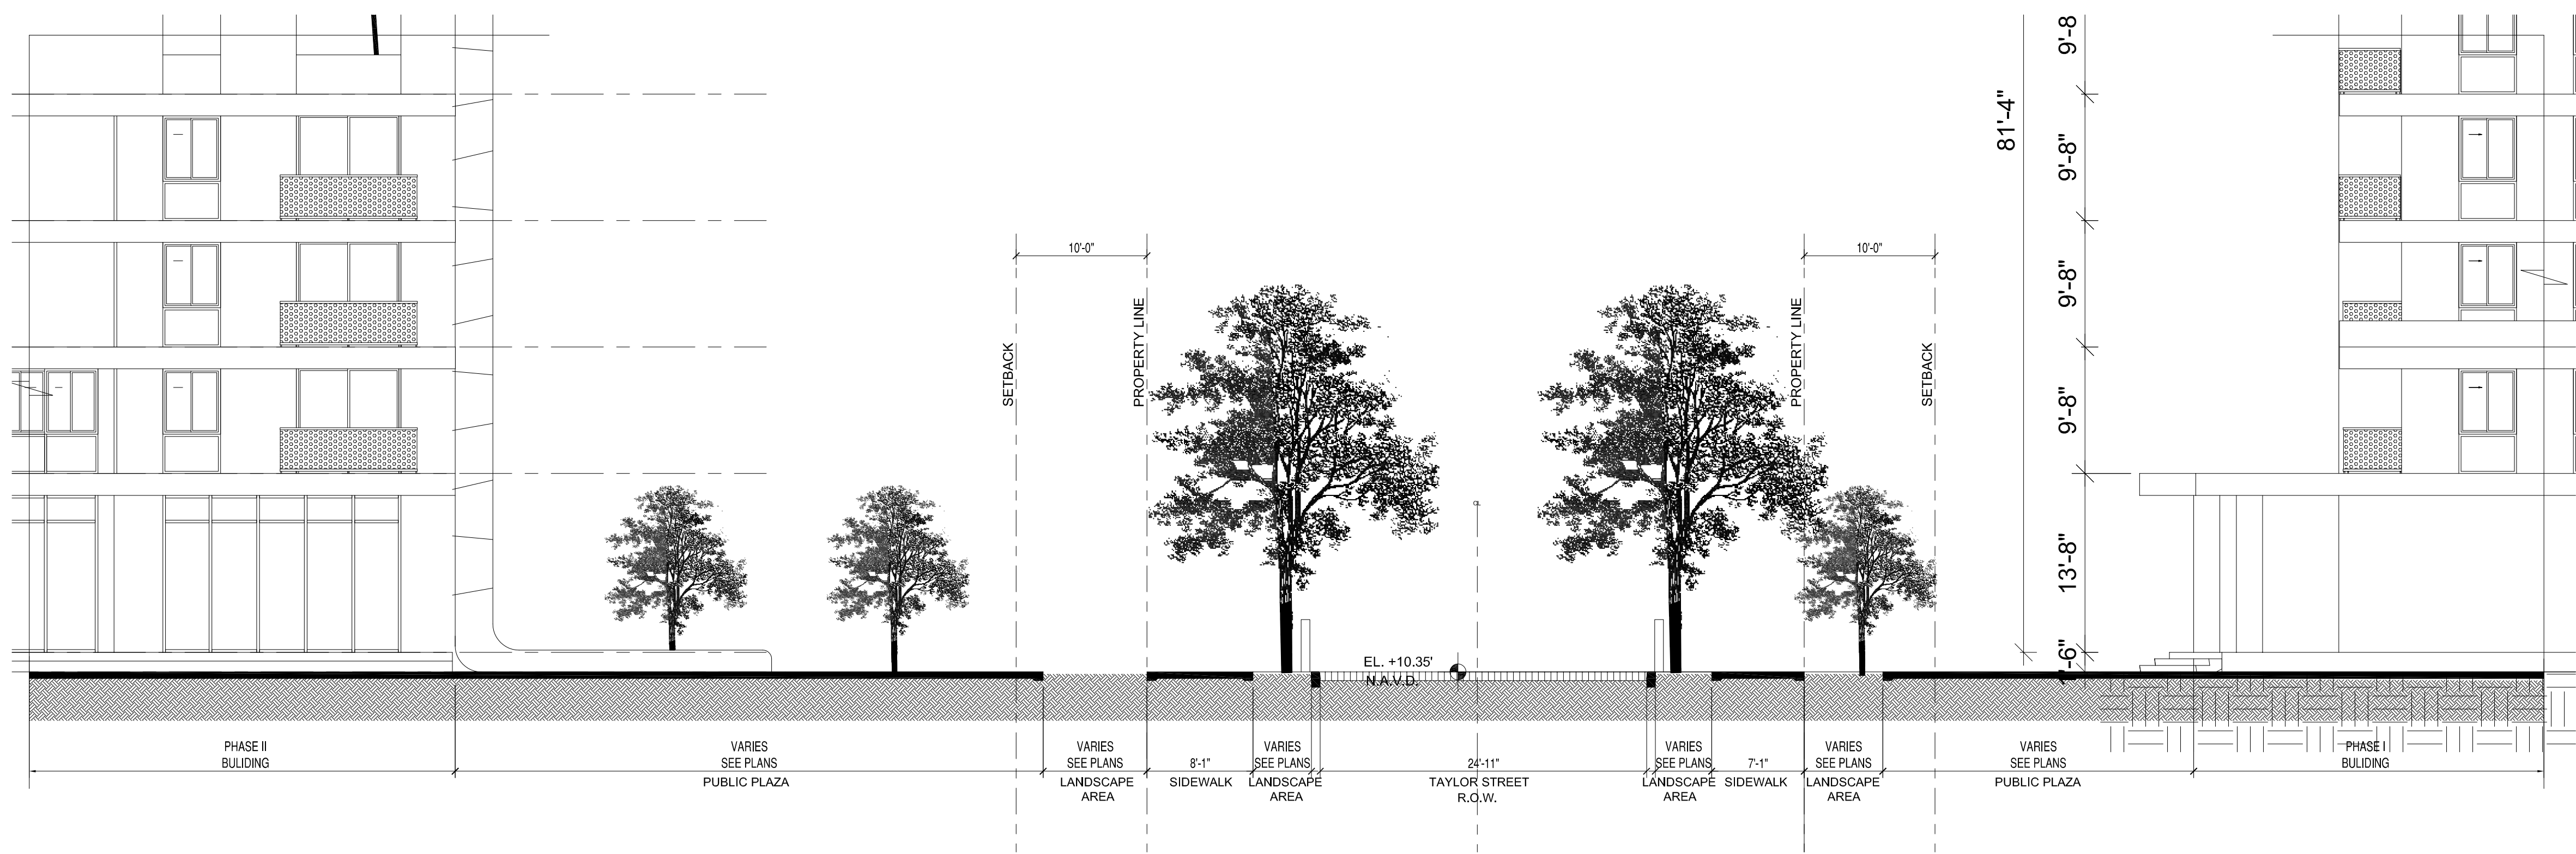 9'-8
81'-4"
9'-8"
10'-0"
10'-0"
9'-8"
SETBACK
PROPERTY LINE
PROPERTY LINE
SETBACK
9'-8"
13'-8"
1'-6"
EL. +10.35'
N.A.V.D.
PHASE II
BULIDING
VARIES
SEE PLANS
PUBLIC PLAZA
VARIES
SEE PLANS
LANDSCAPE
AREA
8'-1"
SIDEWALK
VARIES
SEE PLANS
LANDSCAPE
AREA
24'-11"
TAYLOR STREET
R.O.W.
VARIES
SEE PLANS
LANDSCAPE
AREA
7'-1"
SIDEWALK
VARIES
SEE PLANS
LANDSCAPE
AREA
VARIES
SEE PLANS
PUBLIC PLAZA
PHASE I
BULIDING